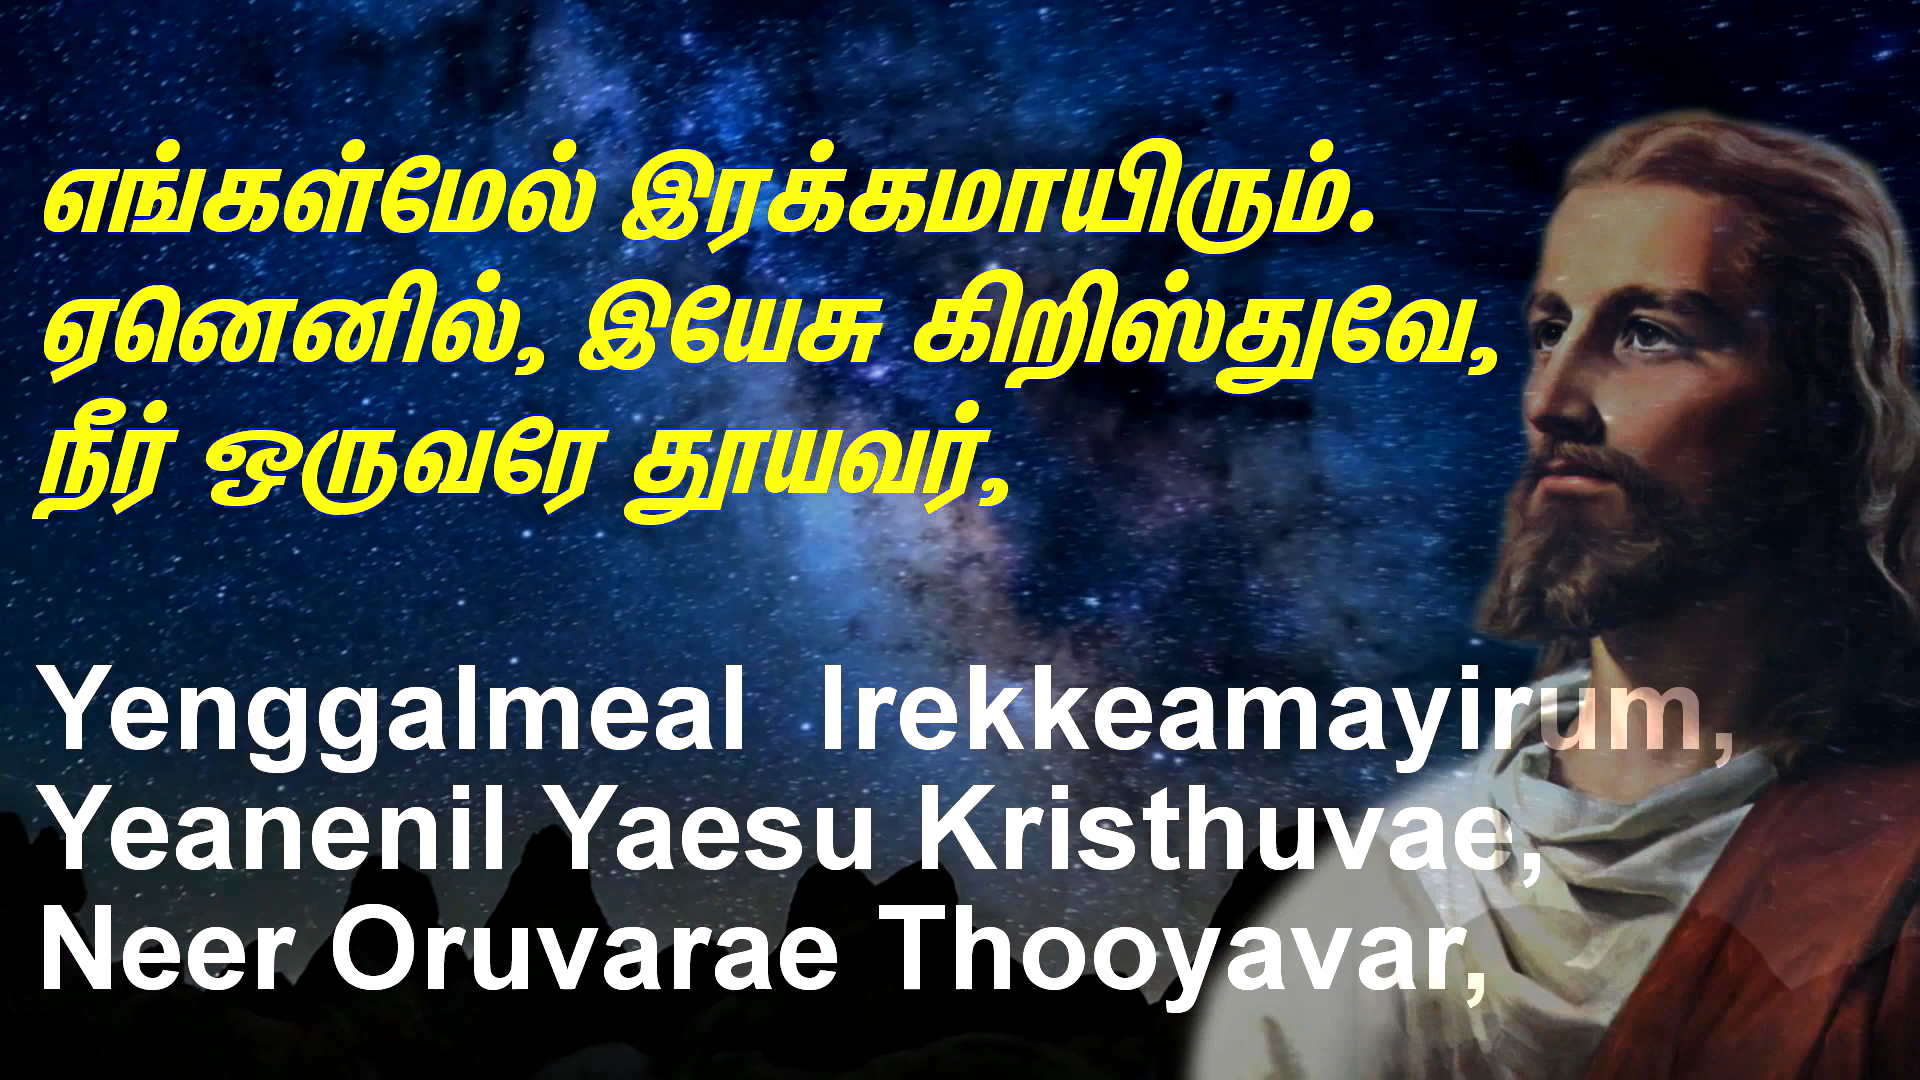 எங்கள்மேல் இரக்கமாயிரும்.
ஏனெனில், இயேசு கிறிஸ்துவே,
நீர் ஒருவரே தூயவர்,
Yenggalmeal Irekkeamayirum,
Yeanenil Yaesu Kristhuvae,
Neer Oruvarae Thooyavar,